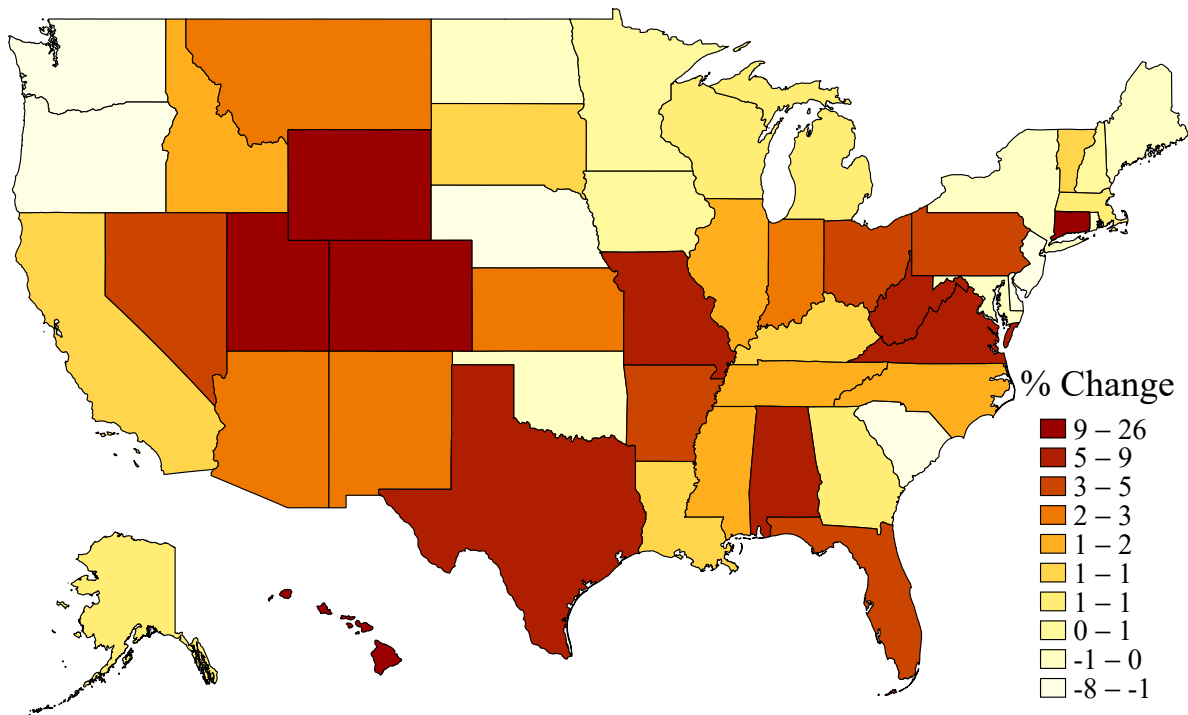 % Change
9 – 26
5 – 9
3 – 5
2 – 3
1 – 2
1 – 1
1 – 1
0 – 1
-1 – 0
-8 – -1